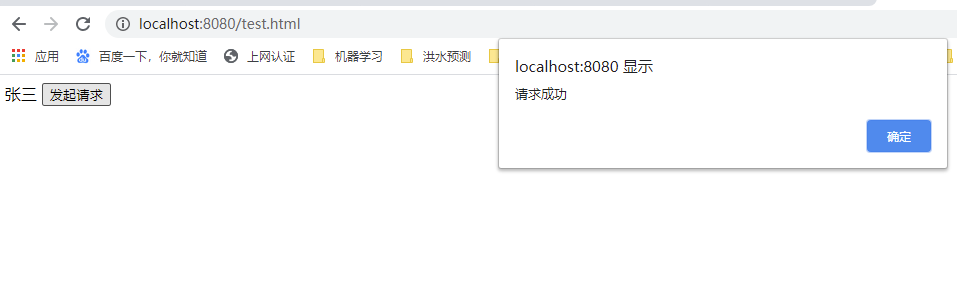 localhost:8080/test.html
应用 百度一下，你就知道 上网认证 机器学习 洪水预测
localhost:8080 显示
请求成功
确定
张三 发起请求